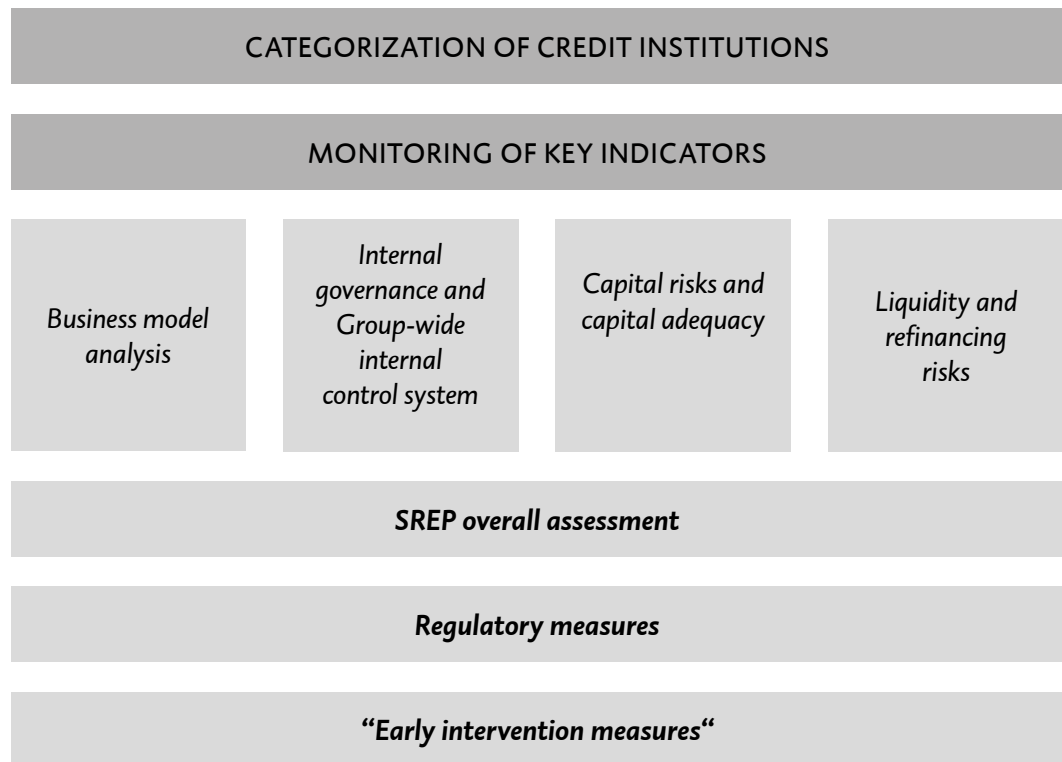 CATEGORIZATION OF CREDIT INSTITUTIONS
MONITORING OF KEY INDICATORS
Business model
analysis
Internal
governance and
Group-wide
internal
control system
Capital risks and
capital adequacy
Liquidity and
refinancing
risks
SREP overall assessment
Regulatory measures
“Early intervention measures“